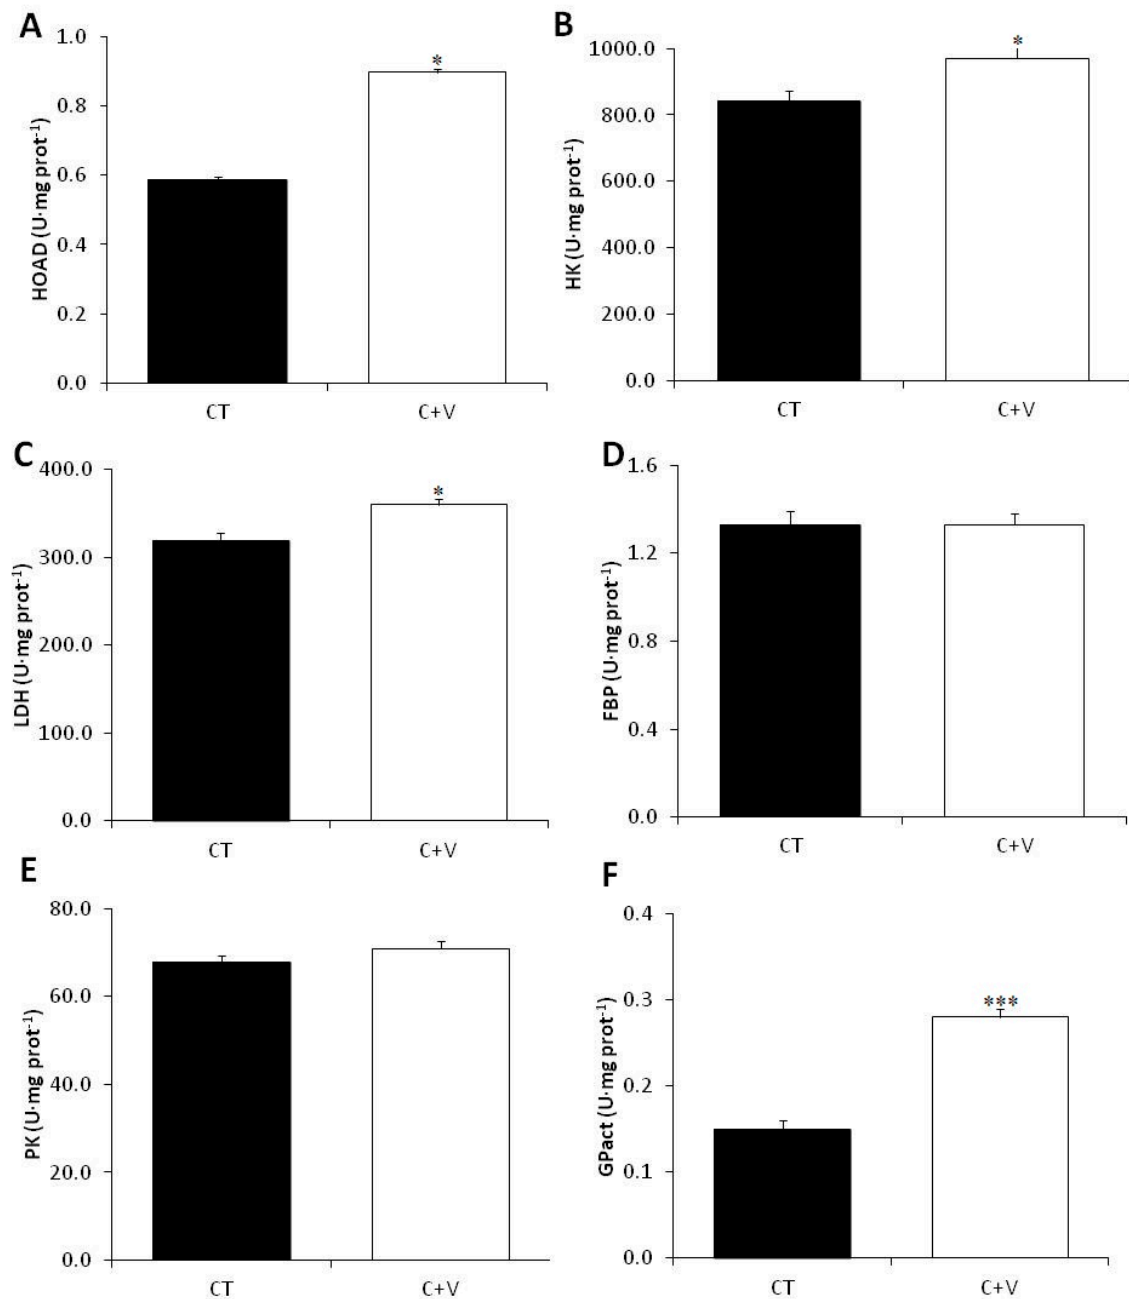 A
1.0
0.8
0.6
0.4
0.2
0.0
HOAD (U·mg prot⁻¹)
*
CT C+V
B
1000.0
800.0
600.0
400.0
200.0
0.0
HK (U·mg prot⁻¹)
*
CT C+V
C
400.0
300.0
200.0
100.0
0.0
LDH (U·mg prot⁻¹)
*
CT C+V
D
1.6
1.2
0.8
0.4
0.0
FBP (U·mg prot⁻¹)
CT C+V
E
80.0
60.0
40.0
20.0
0.0
PK (U·mg prot⁻¹)
CT C+V
F
0.4
0.3
0.2
0.1
0.0
GPact (U·mg prot⁻¹)
***
CT C+V